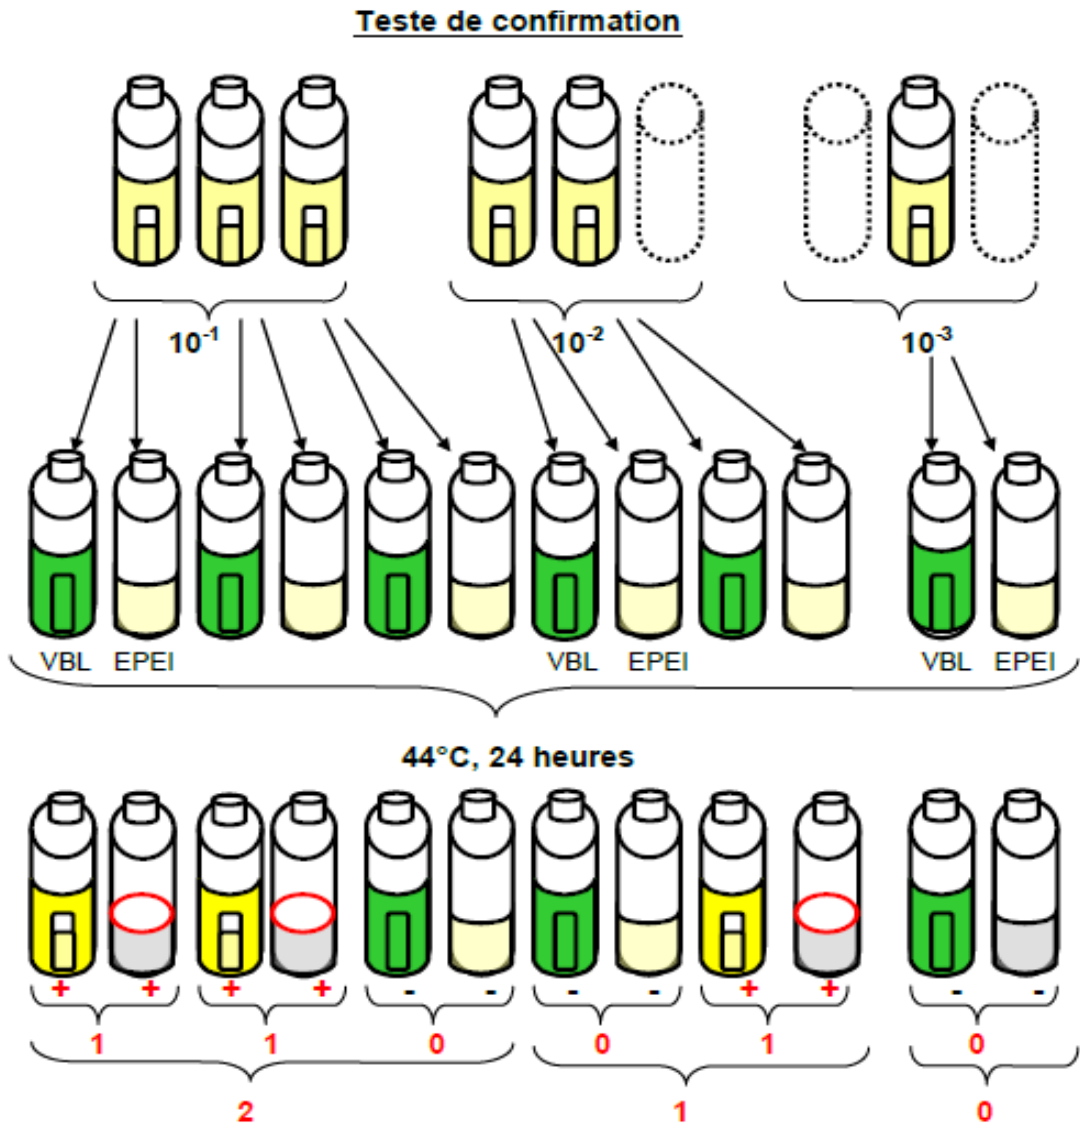 Teste de confirmation
10⁻¹ 10⁻² 10⁻³
VBL EPEI VBL EPEI VBL EPEI
44°C, 24 heures
+ + + + - - - - + + - -
1 1 0 0 1 0
2 1 0